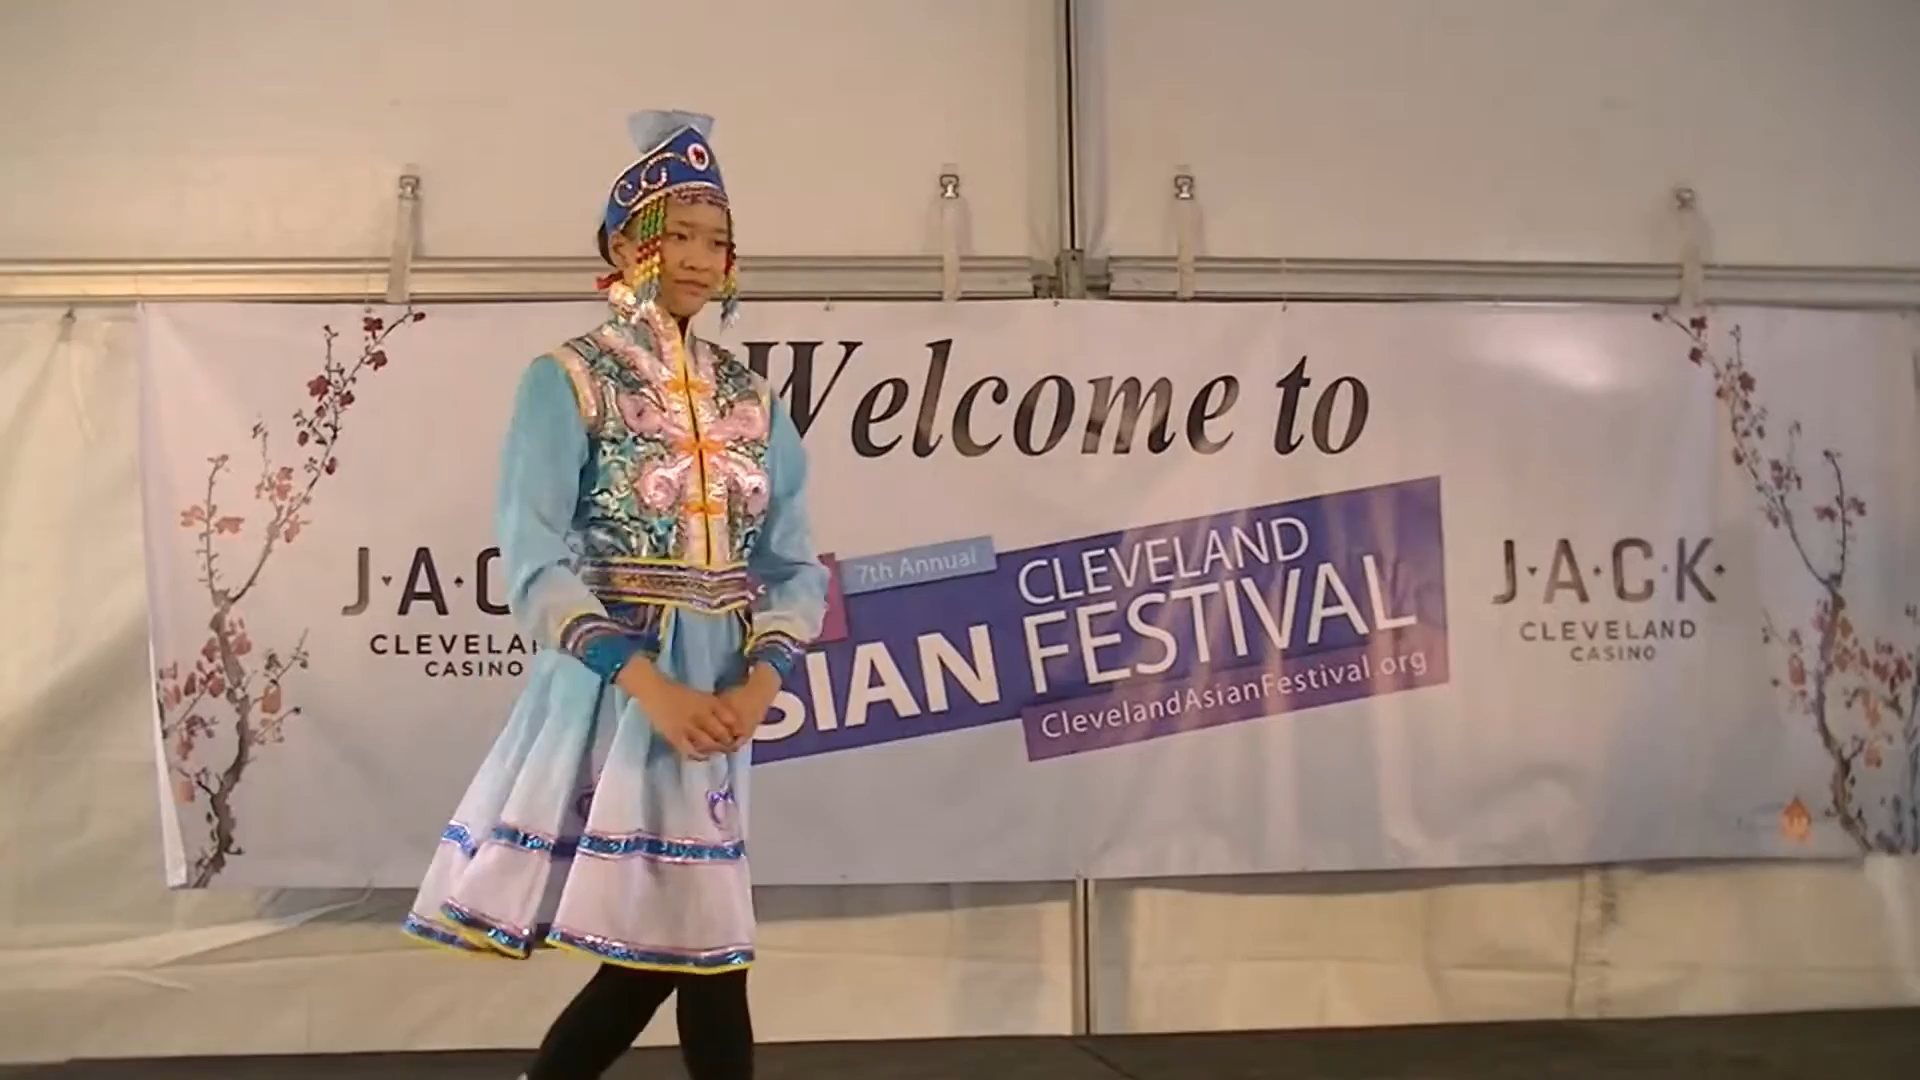 Welcome to
7th Annual
CLEVELAND
SIAN FESTIVAL
ClevelandAsianFestival.org
J·A·C
CLEVELAN
CASINO
J·A·C·K·
CLEVELAND
CASINO